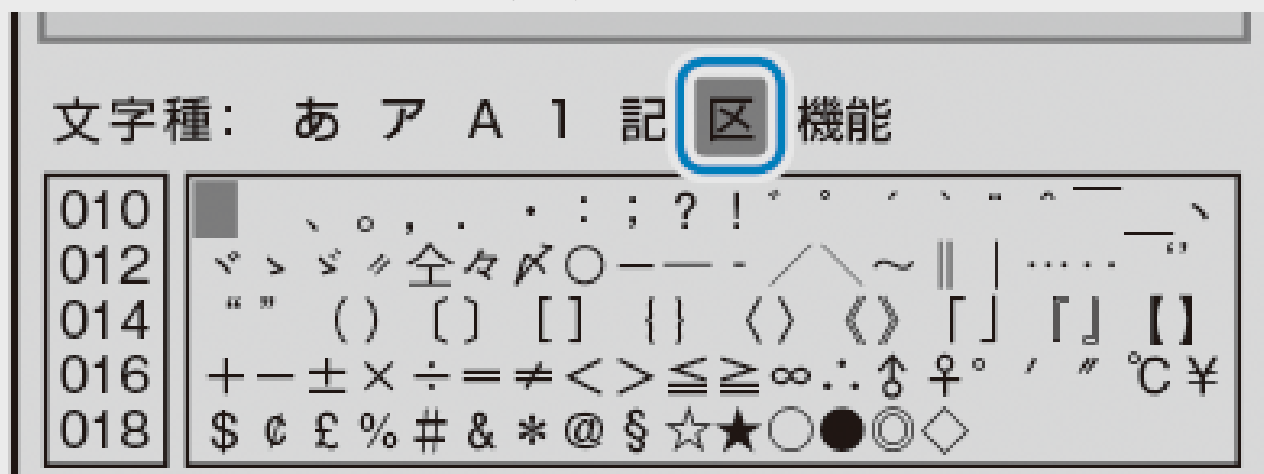 文字種： あ ア A 1 記 区 機能
010 、。，．・：；？！゛゜´｀¨＾￣＿ヽ
012 ヾゝゞ〃仝々〆〇ー—‐／＼～∥｜…‥‘’
014 “”（）〔〕［］｛｝〈〉《》「」『』【】
016 ＋－±×÷＝≠＜＞≦≧∞∴♂♀°′″℃￥
018 ＄￠￡％＃＆＊＠§☆★○●◎◇